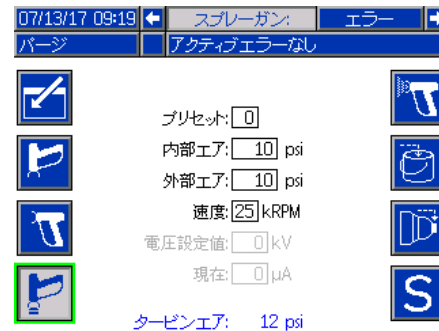 07/13/17 09:19 スプレーガン: エラー
パージ アクティブエラーなし
プリセット: 0
内部エア: 10 psi
外部エア: 10 psi
速度: 25 kRPM
電圧設定値: 0 kV
現在: 0 μA
タービンエア: 12 psi
S